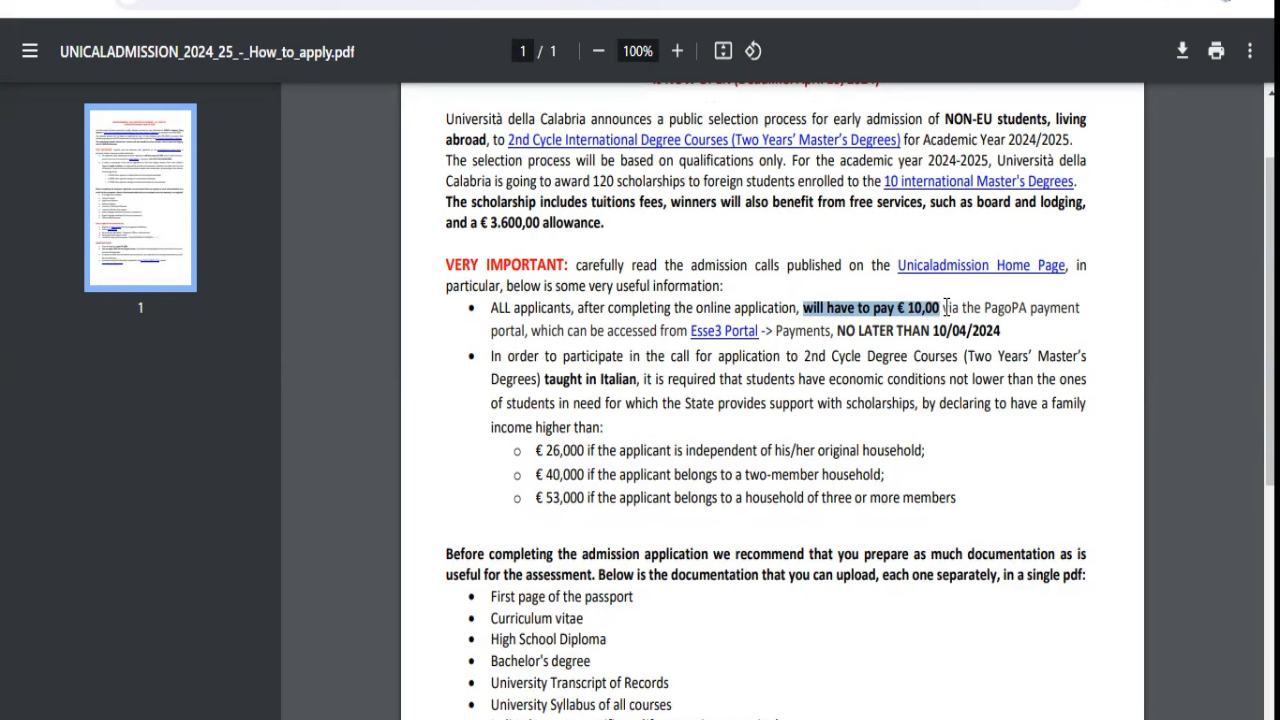 UNICALADMISSION_2024_25_-_How_to_apply.pdf
1 / 1
100%
1
Università della Calabria announces a public selection process for early admission of NON-EU students, living
abroad, to 2nd Cycle International Degree Courses (Two Years' Master's Degrees) for Academic Year 2024/2025.
The selection process will be based on qualifications only. For the academic year 2024-2025, Università della
Calabria is going to award 120 scholarships to foreign students admitted to the 10 international Master's Degrees.
The scholarship includes tuitions fees, winners will also benefit from free services, such as board and lodging,
and a € 3.600,00 allowance.
VERY IMPORTANT: carefully read the admission calls published on the Unicaladmission Home Page, in
particular, below is some very useful information:
• ALL applicants, after completing the online application, will have to pay € 10,00 via the PagoPA payment
portal, which can be accessed from Esse3 Portal -> Payments, NO LATER THAN 10/04/2024
• In order to participate in the call for application to 2nd Cycle Degree Courses (Two Years' Master's
Degrees) taught in Italian, it is required that students have economic conditions not lower than the ones
of students in need for which the State provides support with scholarships, by declaring to have a family
income higher than:
o € 26,000 if the applicant is independent of his/her original household;
o € 40,000 if the applicant belongs to a two-member household;
o € 53,000 if the applicant belongs to a household of three or more members
Before completing the admission application we recommend that you prepare as much documentation as is
useful for the assessment. Below is the documentation that you can upload, each one separately, in a single pdf:
• First page of the passport
• Curriculum vitae
• High School Diploma
• Bachelor's degree
• University Transcript of Records
• University Syllabus of all courses